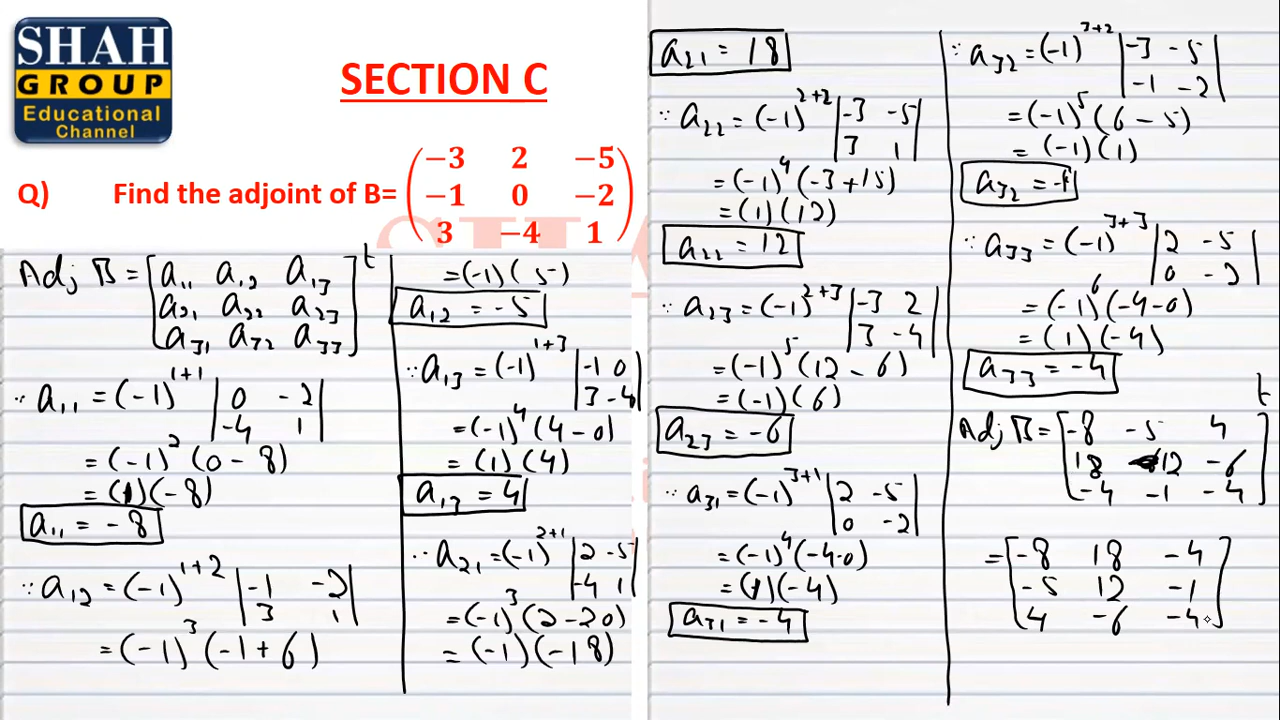 SHAH
GROUP
Educational
Channel
SECTION C
Q) Find the adjoint of B= (−3 2 −5
−1 0 −2
3 −4 1)
Adj B = [a₁₁ a₁₂ a₁₃
a₂₁ a₂₂ a₂₃
a₃₁ a₃₂ a₃₃]ᵗ
∵ a₁₁ = (-1)¹⁺¹ |0 -2
-4 1|
= (-1)² (0 - 8)
= (1)(-8)
a₁₁ = -8
∵ a₁₂ = (-1)¹⁺² |-1 -2
3 1|
= (-1)³ (-1 + 6)
= (-1)(5)
a₁₂ = -5
∵ a₁₃ = (-1)¹⁺³ |-1 0
3 -4|
= (-1)⁴ (4 - 0)
= (1)(4)
a₁₃ = 4
∵ a₂₁ = (-1)²⁺¹ |2 -5
-4 1|
= (-1)³ (2 - 20)
= (-1)(-18)
a₂₁ = 18
∵ a₂₂ = (-1)²⁺² |-3 -5
3 1|
= (-1)⁴ (-3 + 15)
= (1)(12)
a₂₂ = 12
∵ a₂₃ = (-1)²⁺³ |-3 2
3 -4|
= (-1)⁵ (12 - 6)
= (-1)(6)
a₂₃ = -6
∵ a₃₁ = (-1)³⁺¹ |2 -5
0 -2|
= (-1)⁴ (-4-0)
= (1)(-4)
a₃₁ = -4
∵ a₃₂ = (-1)³⁺² |-3 -5
-1 -2|
= (-1)⁵ (6 - 5)
= (-1)(1)
a₃₂ = -1
∵ a₃₃ = (-1)³⁺³ |2 -5
0 -2|
= (-1)⁶ (-4-0)
= (1)(-4)
a₃₃ = -4
Adj B = [-8 -5 4
18 12 -6
-4 -1 -4]ᵗ
= [-8 18 -4
-5 12 -1
4 -6 -4]